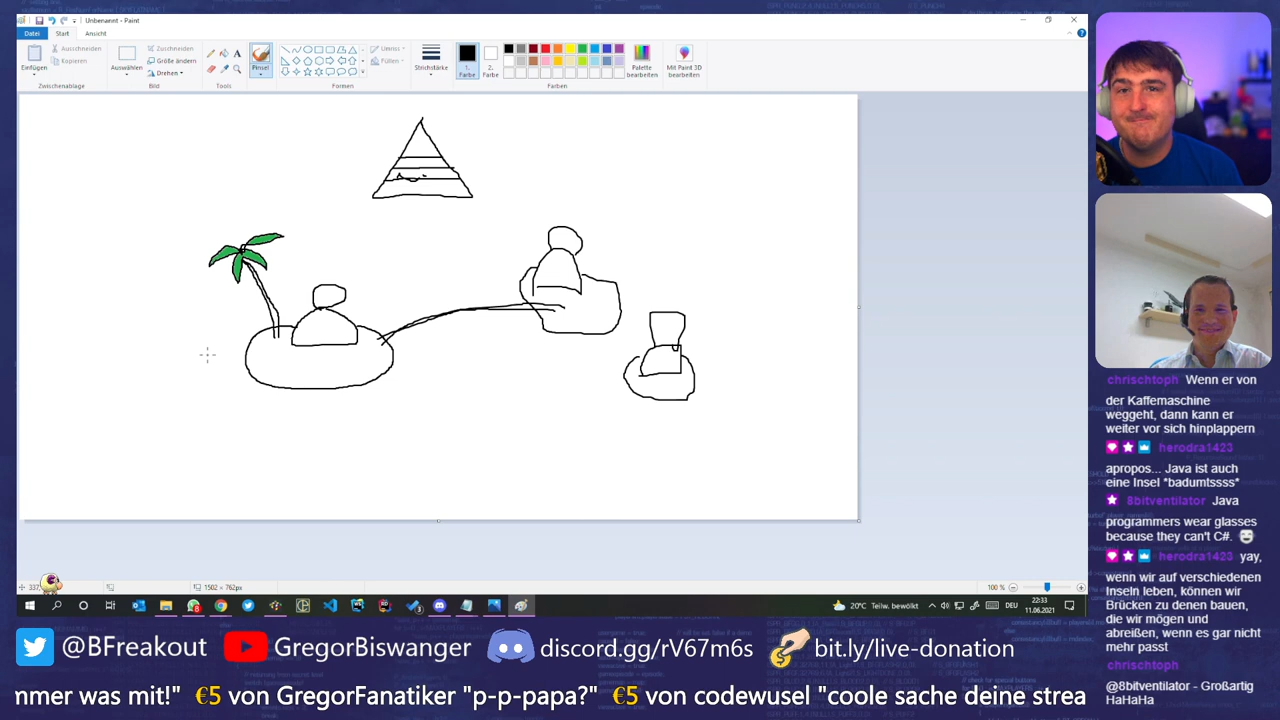 Unbenannt - Paint
Datei
Start
Ansicht
Einfügen
Ausschneiden
Kopieren
Zwischenablage
Auswählen
Zuschneiden
Größe ändern
Drehen
Bild
A
Tools
Pinsel
Umriss
Füllen
Formen
Strichstärke
1. Farbe
2. Farbe
Palette bearbeiten
Mit Paint 3D bearbeiten
Farben
chrischtoph Wenn er von
der Kaffemaschine
weggeht, dann kann er
weiter vor sich hinplappern
herodra1423
apropos... Java ist auch
eine Insel *badumtssss*
8bitventilator Java
programmers wear glasses
because they can't C#.
herodra1423 yay,
wenn wir auf verschiedenen
Inseln leben, können wir
Brücken zu denen bauen,
die wir mögen und
abreißen, wenn es gar nicht
mehr passt
chrischtoph
@8bitventilator - Großartig
HaHaHa
337,
1502 × 762px
100 %
20°C Teilw. bewölkt
DEU
22:33
11.06.2021
@BFreakout
GregorBiswanger
discord.gg/rV67m6s
bit.ly/live-donation
nmer was mit!" €5 von GregorFanatiker "p-p-papa?" €5 von codewusel "coole sache deine strea